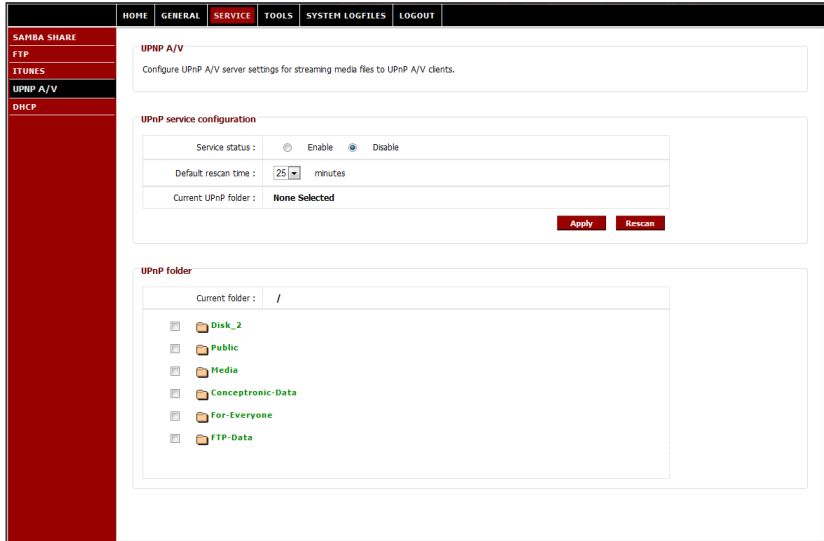 HOME GENERAL SERVICE TOOLS SYSTEM LOGFILES LOGOUT
SAMBA SHARE
FTP
ITUNES
UPNP A/V
DHCP
UPNP A/V
Configure UPnP A/V server settings for streaming media files to UPnP A/V clients.
UPnP service configuration
Service status : Enable Disable
Default rescan time : 25 minutes
Current UPnP folder : None Selected
Apply Rescan
UPnP folder
Current folder : /
Disk_2
Public
Media
Conceptronic-Data
For-Everyone
FTP-Data